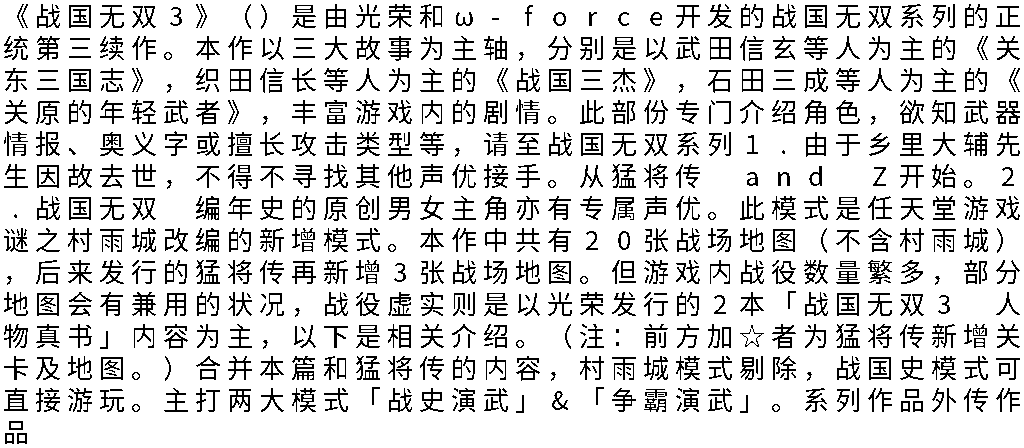 《战国无双３》（）是由光荣和ω－ｆｏｒｃｅ开发的战国无双系列的正
统第三续作。本作以三大故事为主轴，分别是以武田信玄等人为主的《关
东三国志》，织田信长等人为主的《战国三杰》，石田三成等人为主的《
关原的年轻武者》，丰富游戏内的剧情。此部份专门介绍角色，欲知武器
情报、奥义字或擅长攻击类型等，请至战国无双系列１．由于乡里大辅先
生因故去世，不得不寻找其他声优接手。从猛将传　ａｎｄ　Ｚ开始。２
．战国无双　编年史的原创男女主角亦有专属声优。此模式是任天堂游戏
谜之村雨城改编的新增模式。本作中共有２０张战场地图（不含村雨城）
，后来发行的猛将传再新增３张战场地图。但游戏内战役数量繁多，部分
地图会有兼用的状况，战役虚实则是以光荣发行的２本「战国无双３　人
物真书」内容为主，以下是相关介绍。（注：前方加☆者为猛将传新增关
卡及地图。）合并本篇和猛将传的内容，村雨城模式剔除，战国史模式可
直接游玩。主打两大模式「战史演武」＆「争霸演武」。系列作品外传作
品